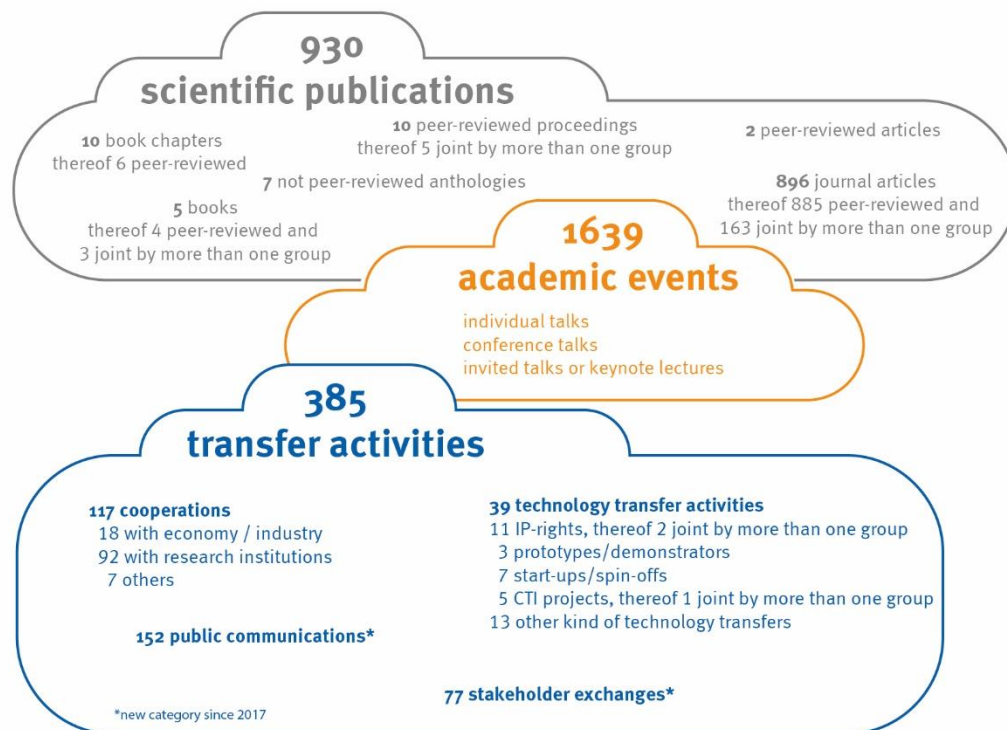 930
scientific publications
10 book chapters
thereof 6 peer-reviewed
10 peer-reviewed proceedings
thereof 5 joint by more than one group
2 peer-reviewed articles
7 not peer-reviewed anthologies
5 books
thereof 4 peer-reviewed and
3 joint by more than one group
896 journal articles
thereof 885 peer-reviewed and
163 joint by more than one group
1639
academic events
individual talks
conference talks
invited talks or keynote lectures
385
transfer activities
117 cooperations
18 with economy / industry
92 with research institutions
7 others
152 public communications*
39 technology transfer activities
11 IP-rights, thereof 2 joint by more than one group
3 prototypes/demonstrators
7 start-ups/spin-offs
5 CTI projects, thereof 1 joint by more than one group
13 other kind of technology transfers
77 stakeholder exchanges*
*new category since 2017